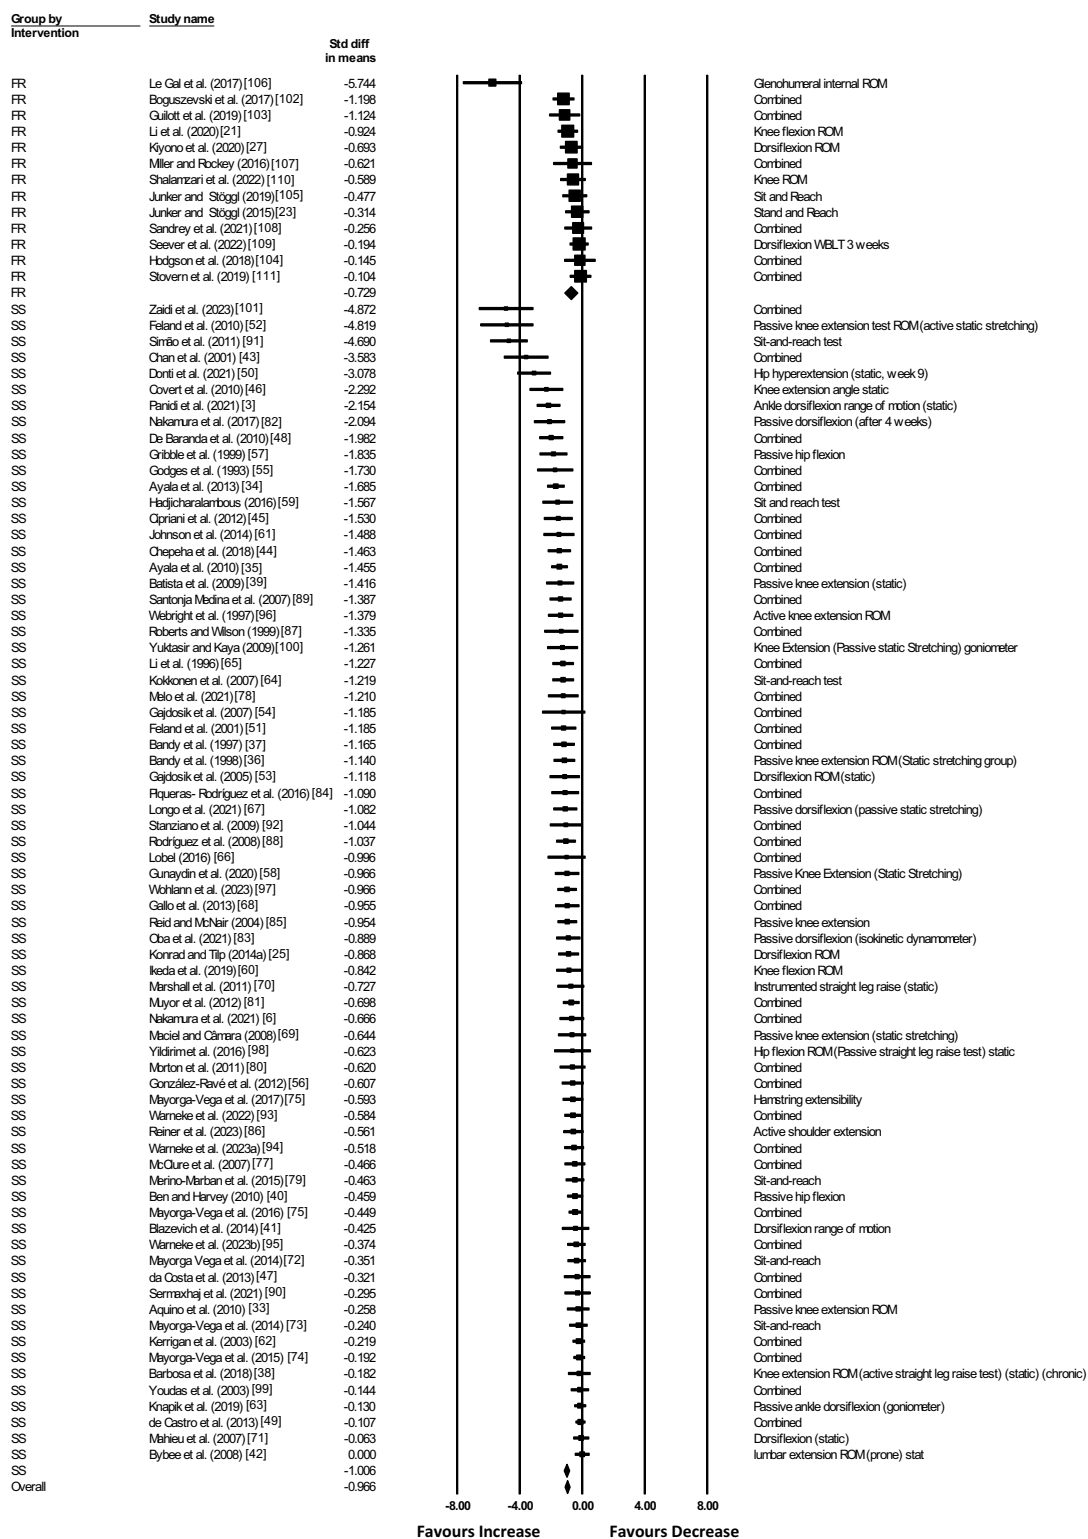 Group by Intervention Study name Std diff in means
FR Le Gal et al. (2017) [106] -5.744 Glenohumeral internal ROM
FR Boguszevski et al. (2017) [102] -1.198 Combined
FR Guilott et al. (2019) [103] -1.124 Combined
FR Li et al. (2020) [21] -0.924 Knee flexion ROM
FR Kiyono et al. (2020) [27] -0.693 Dorsiflexion ROM
FR Miller and Rockey (2016) [107] -0.621 Combined
FR Shalamzari et al. (2022) [110] -0.589 Knee ROM
FR Junker and Stöggl (2019) [105] -0.477 Sit and Reach
FR Junker and Stöggl (2015) [23] -0.314 Stand and Reach
FR Sandrey et al. (2021) [108] -0.256 Combined
FR Seever et al. (2022) [109] -0.194 Dorsiflexion WBLT 3 weeks
FR Hodgson et al. (2018) [104] -0.145 Combined
FR Stovern et al. (2019) [111] -0.104 Combined
FR -0.729
SS Zaidi et al. (2023) [101] -4.872 Combined
SS Feland et al. (2010) [52] -4.819 Passive knee extension test ROM (active static stretching)
SS Simão et al. (2011) [91] -4.690 Sit-and-reach test
SS Chan et al. (2001) [43] -3.583 Combined
SS Donti et al. (2021) [50] -3.078 Hip hyperextension (static, week 9)
SS Covert et al. (2010) [46] -2.292 Knee extension angle static
SS Panidi et al. (2021) [3] -2.154 Ankle dorsiflexion range of motion (static)
SS Nakamura et al. (2017) [82] -2.094 Passive dorsiflexion (after 4 weeks)
SS De Baranda et al. (2010) [48] -1.982 Combined
SS Gribble et al. (1999) [57] -1.835 Passive hip flexion
SS Godges et al. (1993) [55] -1.730 Combined
SS Ayala et al. (2013) [34] -1.685 Combined
SS Hadjicharalambous (2016) [59] -1.567 Sit and reach test
SS Cipriani et al. (2012) [45] -1.530 Combined
SS Johnson et al. (2014) [61] -1.488 Combined
SS Chepeha et al. (2018) [44] -1.463 Combined
SS Ayala et al. (2010) [35] -1.455 Combined
SS Batista et al. (2009) [39] -1.416 Passive knee extension (static)
SS Santonja Medina et al. (2007) [89] -1.387 Combined
SS Webright et al. (1997) [96] -1.379 Active knee extension ROM
SS Roberts and Wilson (1999) [87] -1.335 Combined
SS Yuktasir and Kaya (2009) [100] -1.261 Knee Extension (Passive static Stretching) goniometer
SS Li et al. (1996) [65] -1.227 Combined
SS Kokkonen et al. (2007) [64] -1.219 Sit-and-reach test
SS Melo et al. (2021) [78] -1.210 Combined
SS Gajdosik et al. (2007) [54] -1.185 Combined
SS Feland et al. (2001) [51] -1.185 Combined
SS Bandy et al. (1997) [37] -1.165 Combined
SS Bandy et al. (1998) [36] -1.140 Passive knee extension ROM (Static stretching group)
SS Gajdosik et al. (2005) [53] -1.118 Dorsiflexion ROM (static)
SS Piqueras- Rodríguez et al. (2016) [84] -1.090 Combined
SS Longo et al. (2021) [67] -1.082 Passive dorsiflexion (passive static stretching)
SS Stanziano et al. (2009) [92] -1.044 Combined
SS Rodríguez et al. (2008) [88] -1.037 Combined
SS Lobel (2016) [66] -0.996 Combined
SS Gunaydin et al. (2020) [58] -0.966 Passive Knee Extension (Static Stretching)
SS Wohlann et al. (2023) [97] -0.966 Combined
SS Gallo et al. (2013) [68] -0.955 Combined
SS Reid and McNair (2004) [85] -0.954 Passive knee extension
SS Oba et al. (2021) [83] -0.889 Passive dorsiflexion (isokinetic dynamometer)
SS Konrad and Tilp (2014a) [25] -0.868 Dorsiflexion ROM
SS Ikeda et al. (2019) [60] -0.842 Knee flexion ROM
SS Marshall et al. (2011) [70] -0.727 Instrumented straight leg raise (static)
SS Muyor et al. (2012) [81] -0.698 Combined
SS Nakamura et al. (2021) [6] -0.666 Combined
SS Maciel and Câmara (2008) [69] -0.644 Passive knee extension (static stretching)
SS Yildirim et al. (2016) [98] -0.623 Hip flexion ROM (Passive straight leg raise test) static
SS Morton et al. (2011) [80] -0.620 Combined
SS González-Ravé et al. (2012) [56] -0.607 Combined
SS Mayorga-Vega et al. (2017) [75] -0.593 Hamstring extensibility
SS Warneke et al. (2022) [93] -0.584 Combined
SS Reiner et al. (2023) [86] -0.561 Active shoulder extension
SS Warneke et al. (2023a) [94] -0.518 Combined
SS McClure et al. (2007) [77] -0.466 Combined
SS Merino-Marban et al. (2015) [79] -0.463 Sit-and-reach
SS Ben and Harvey (2010) [40] -0.459 Passive hip flexion
SS Mayorga-Vega et al. (2016) [75] -0.449 Combined
SS Blazevich et al. (2014) [41] -0.425 Dorsiflexion range of motion
SS Warneke et al. (2023b) [95] -0.374 Combined
SS Mayorga Vega et al. (2014) [72] -0.351 Sit-and-reach
SS da Costa et al. (2013) [47] -0.321 Combined
SS Sermaxhaj et al. (2021) [90] -0.295 Combined
SS Aquino et al. (2010) [33] -0.258 Passive knee extension ROM
SS Mayorga-Vega et al. (2014) [73] -0.240 Sit-and-reach
SS Kerrigan et al. (2003) [62] -0.219 Combined
SS Mayorga-Vega et al. (2015) [74] -0.192 Combined
SS Barbosa et al. (2018) [38] -0.182 Knee extension ROM (active straight leg raise test) (static) (chronic)
SS Youdas et al. (2003) [99] -0.144 Combined
SS Knapik et al. (2019) [63] -0.130 Passive ankle dorsiflexion (goniometer)
SS de Castro et al. (2013) [49] -0.107 Combined
SS Mahieu et al. (2007) [71] -0.063 Dorsiflexion (static)
SS Bybee et al. (2008) [42] 0.000 lumbar extension ROM (prone) stat
SS -1.006
Overall -0.966
-8.00 -4.00 0.00 4.00 8.00
Favours Increase Favours Decrease